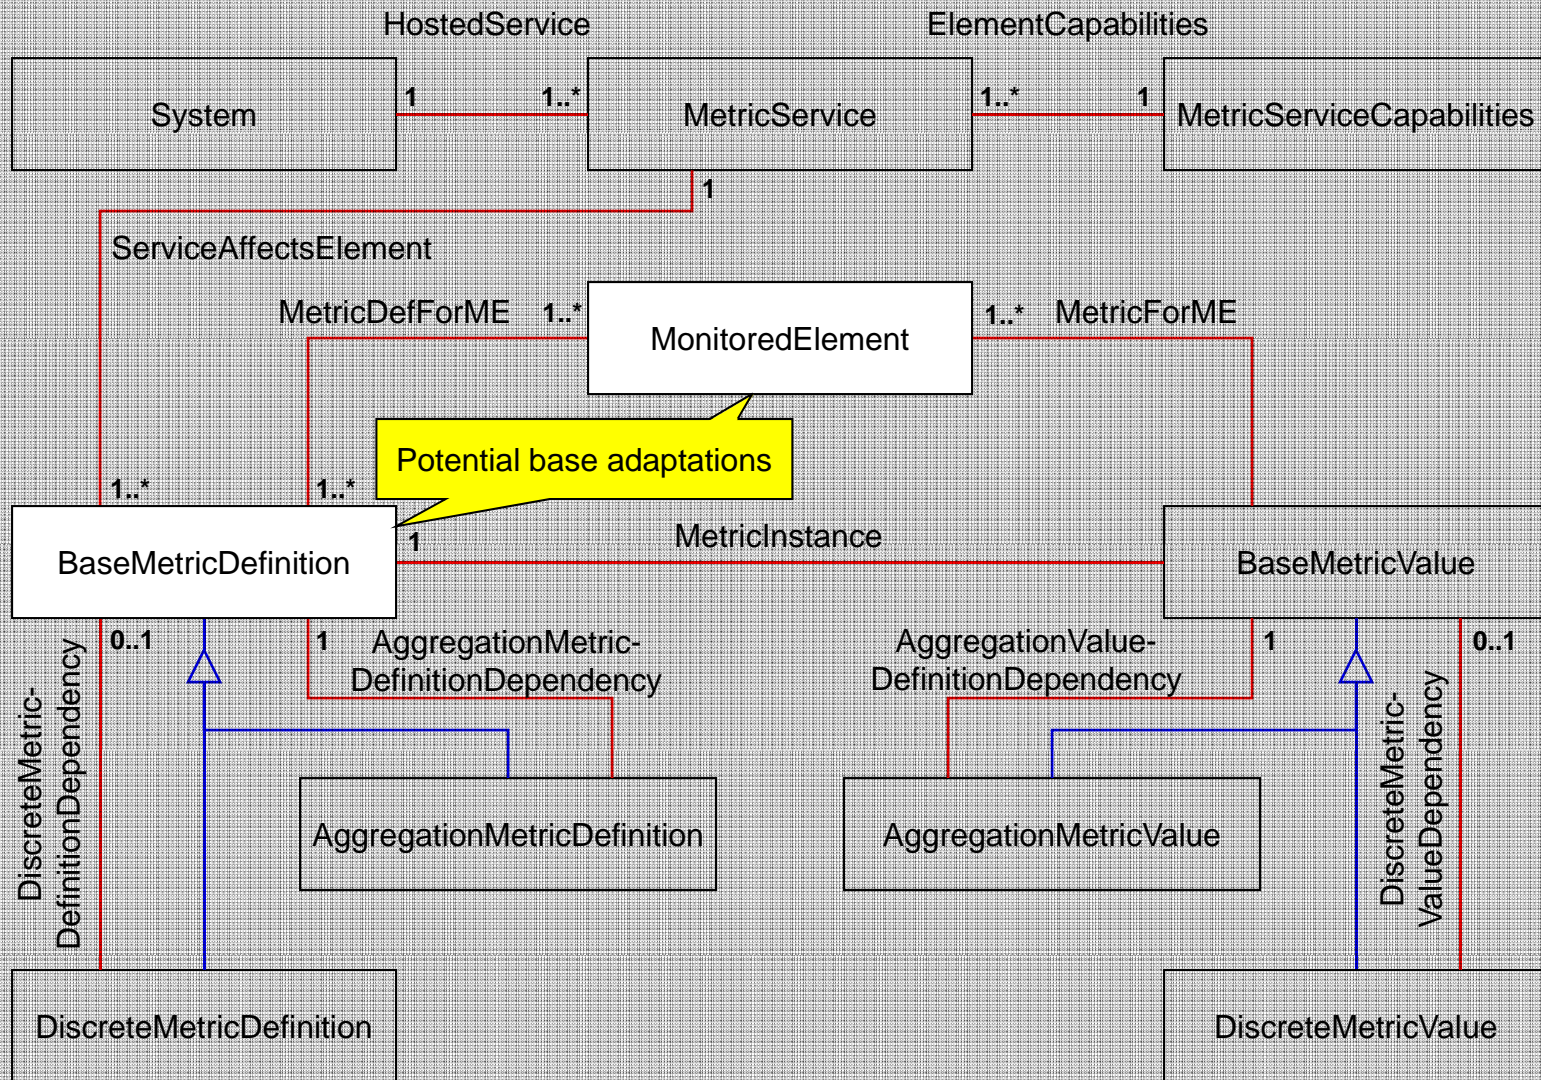 HostedService
ElementCapabilities
System
1
1..*
MetricService
1..*
1
MetricServiceCapabilities
1
ServiceAffectsElement
MetricDefForME
1..*
MonitoredElement
1..*
MetricForME
Potential base adaptations
1..*
1..*
BaseMetricDefinition
1
MetricInstance
BaseMetricValue
0..1
1
AggregationMetric-
DefinitionDependency
AggregationValue-
DefinitionDependency
1
0..1
DiscreteMetric-
DefinitionDependency
DiscreteMetric-
ValueDependency
AggregationMetricDefinition
AggregationMetricValue
DiscreteMetricDefinition
DiscreteMetricValue